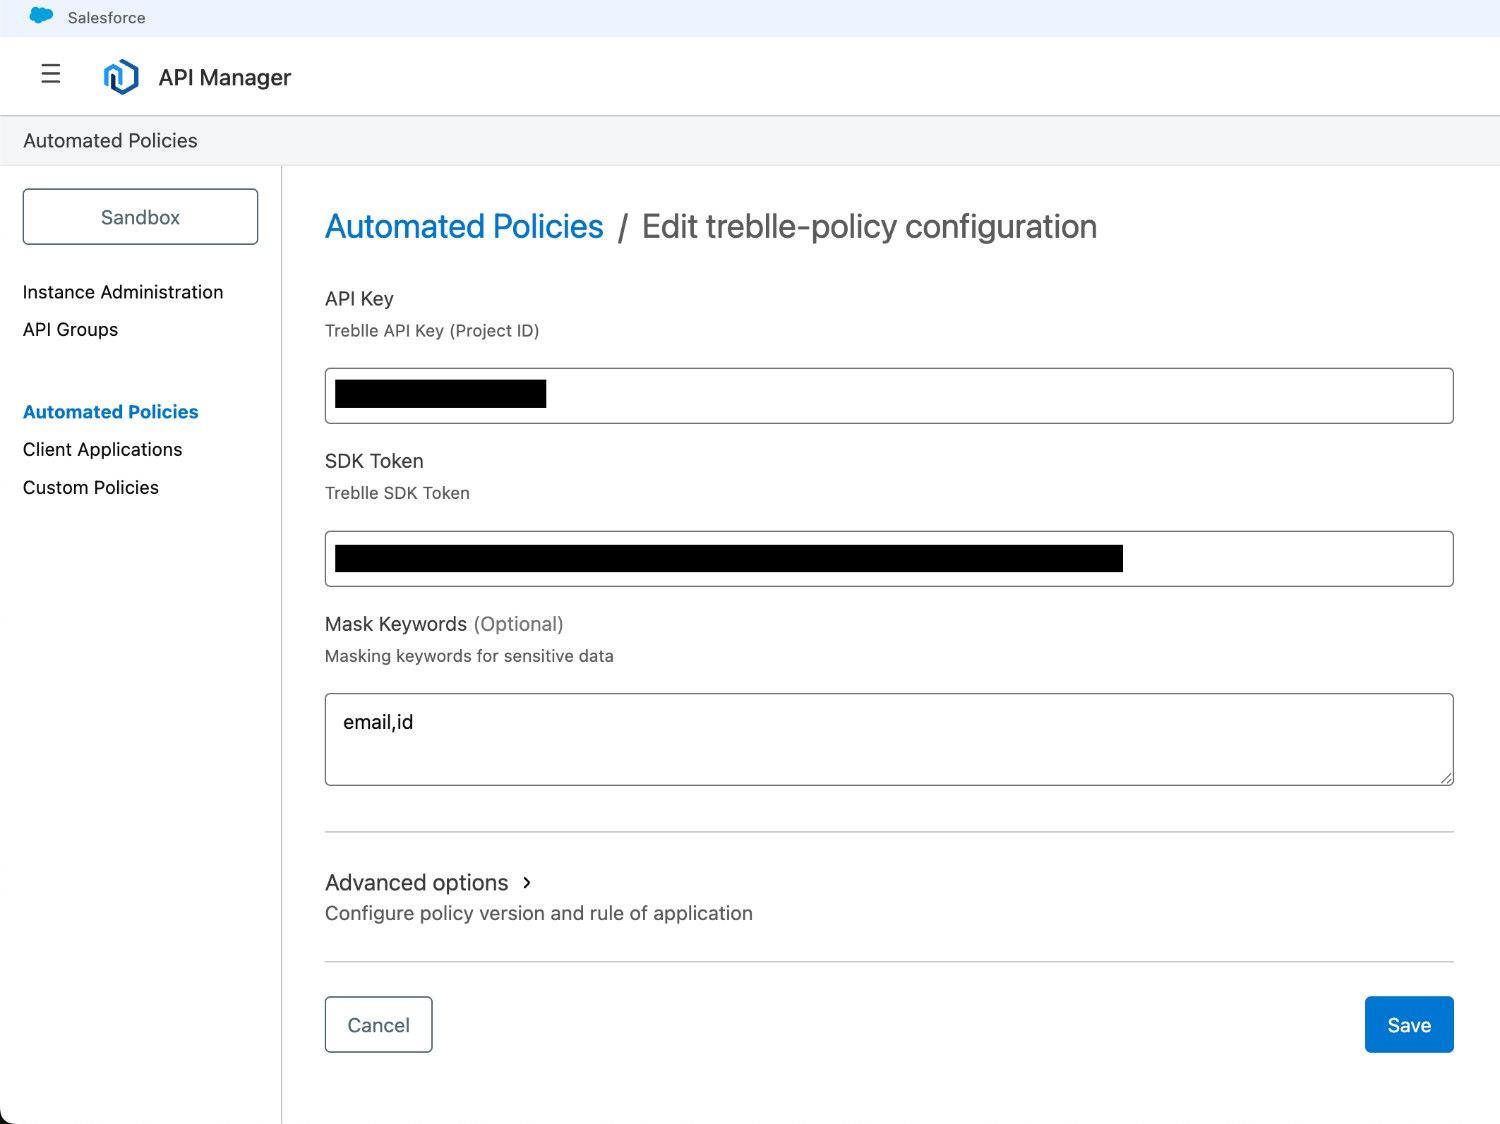 Salesforce
API Manager
Automated Policies
Sandbox
Instance Administration
API Groups
Automated Policies
Client Applications
Custom Policies
Automated Policies / Edit treblle-policy configuration
API Key
Treblle API Key (Project ID)
SDK Token
Treblle SDK Token
Mask Keywords (Optional)
Masking keywords for sensitive data
email,id
Advanced options
Configure policy version and rule of application
Cancel
Save